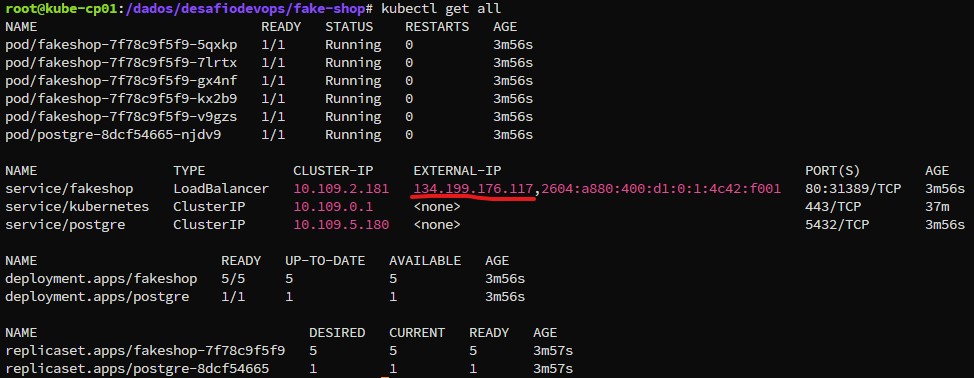 root@kube-cp01:/dados/desafiodevops/fake-shop# kubectl get all
NAME READY STATUS RESTARTS AGE
pod/fakeshop-7f78c9f5f9-5qxkp 1/1 Running 0 3m56s
pod/fakeshop-7f78c9f5f9-7lrtx 1/1 Running 0 3m56s
pod/fakeshop-7f78c9f5f9-gx4nf 1/1 Running 0 3m56s
pod/fakeshop-7f78c9f5f9-kx2b9 1/1 Running 0 3m56s
pod/fakeshop-7f78c9f5f9-v9gzs 1/1 Running 0 3m56s
pod/postgre-8dcf54665-njdv9 1/1 Running 0 3m56s
NAME TYPE CLUSTER-IP EXTERNAL-IP PORT(S) AGE
service/fakeshop LoadBalancer 10.109.2.181 134.199.176.117,2604:a880:400:d1:0:1:4c42:f001 80:31389/TCP 3m56s
service/kubernetes ClusterIP 10.109.0.1 <none> 443/TCP 37m
service/postgre ClusterIP 10.109.5.180 <none> 5432/TCP 3m56s
NAME READY UP-TO-DATE AVAILABLE AGE
deployment.apps/fakeshop 5/5 5 5 3m56s
deployment.apps/postgre 1/1 1 1 3m56s
NAME DESIRED CURRENT READY AGE
replicaset.apps/fakeshop-7f78c9f5f9 5 5 5 3m57s
replicaset.apps/postgre-8dcf54665 1 1 1 3m57s